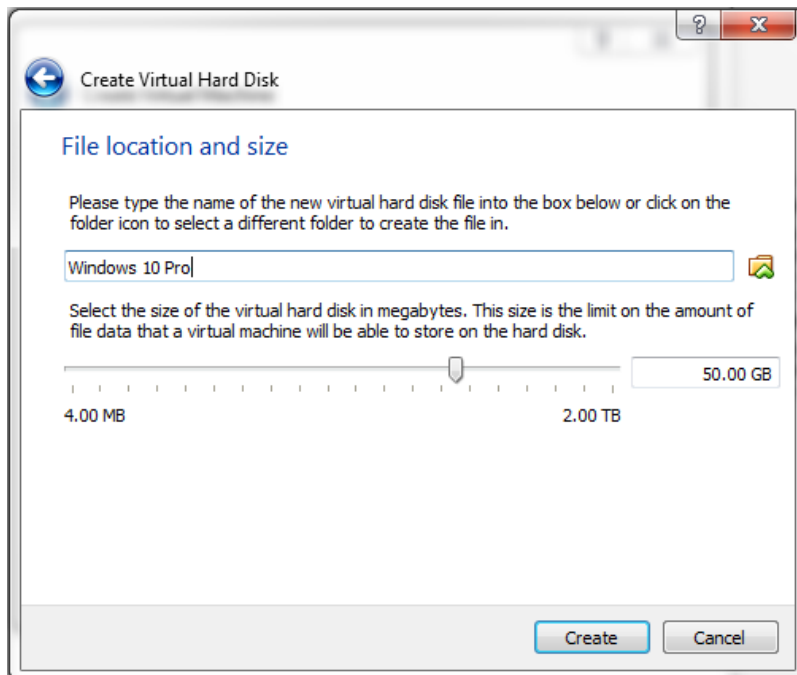 Create Virtual Hard Disk
File location and size
Please type the name of the new virtual hard disk file into the box below or click on the
folder icon to select a different folder to create the file in.
Windows 10 Pro
Select the size of the virtual hard disk in megabytes. This size is the limit on the amount of
file data that a virtual machine will be able to store on the hard disk.
50.00 GB
4.00 MB 2.00 TB
Create Cancel